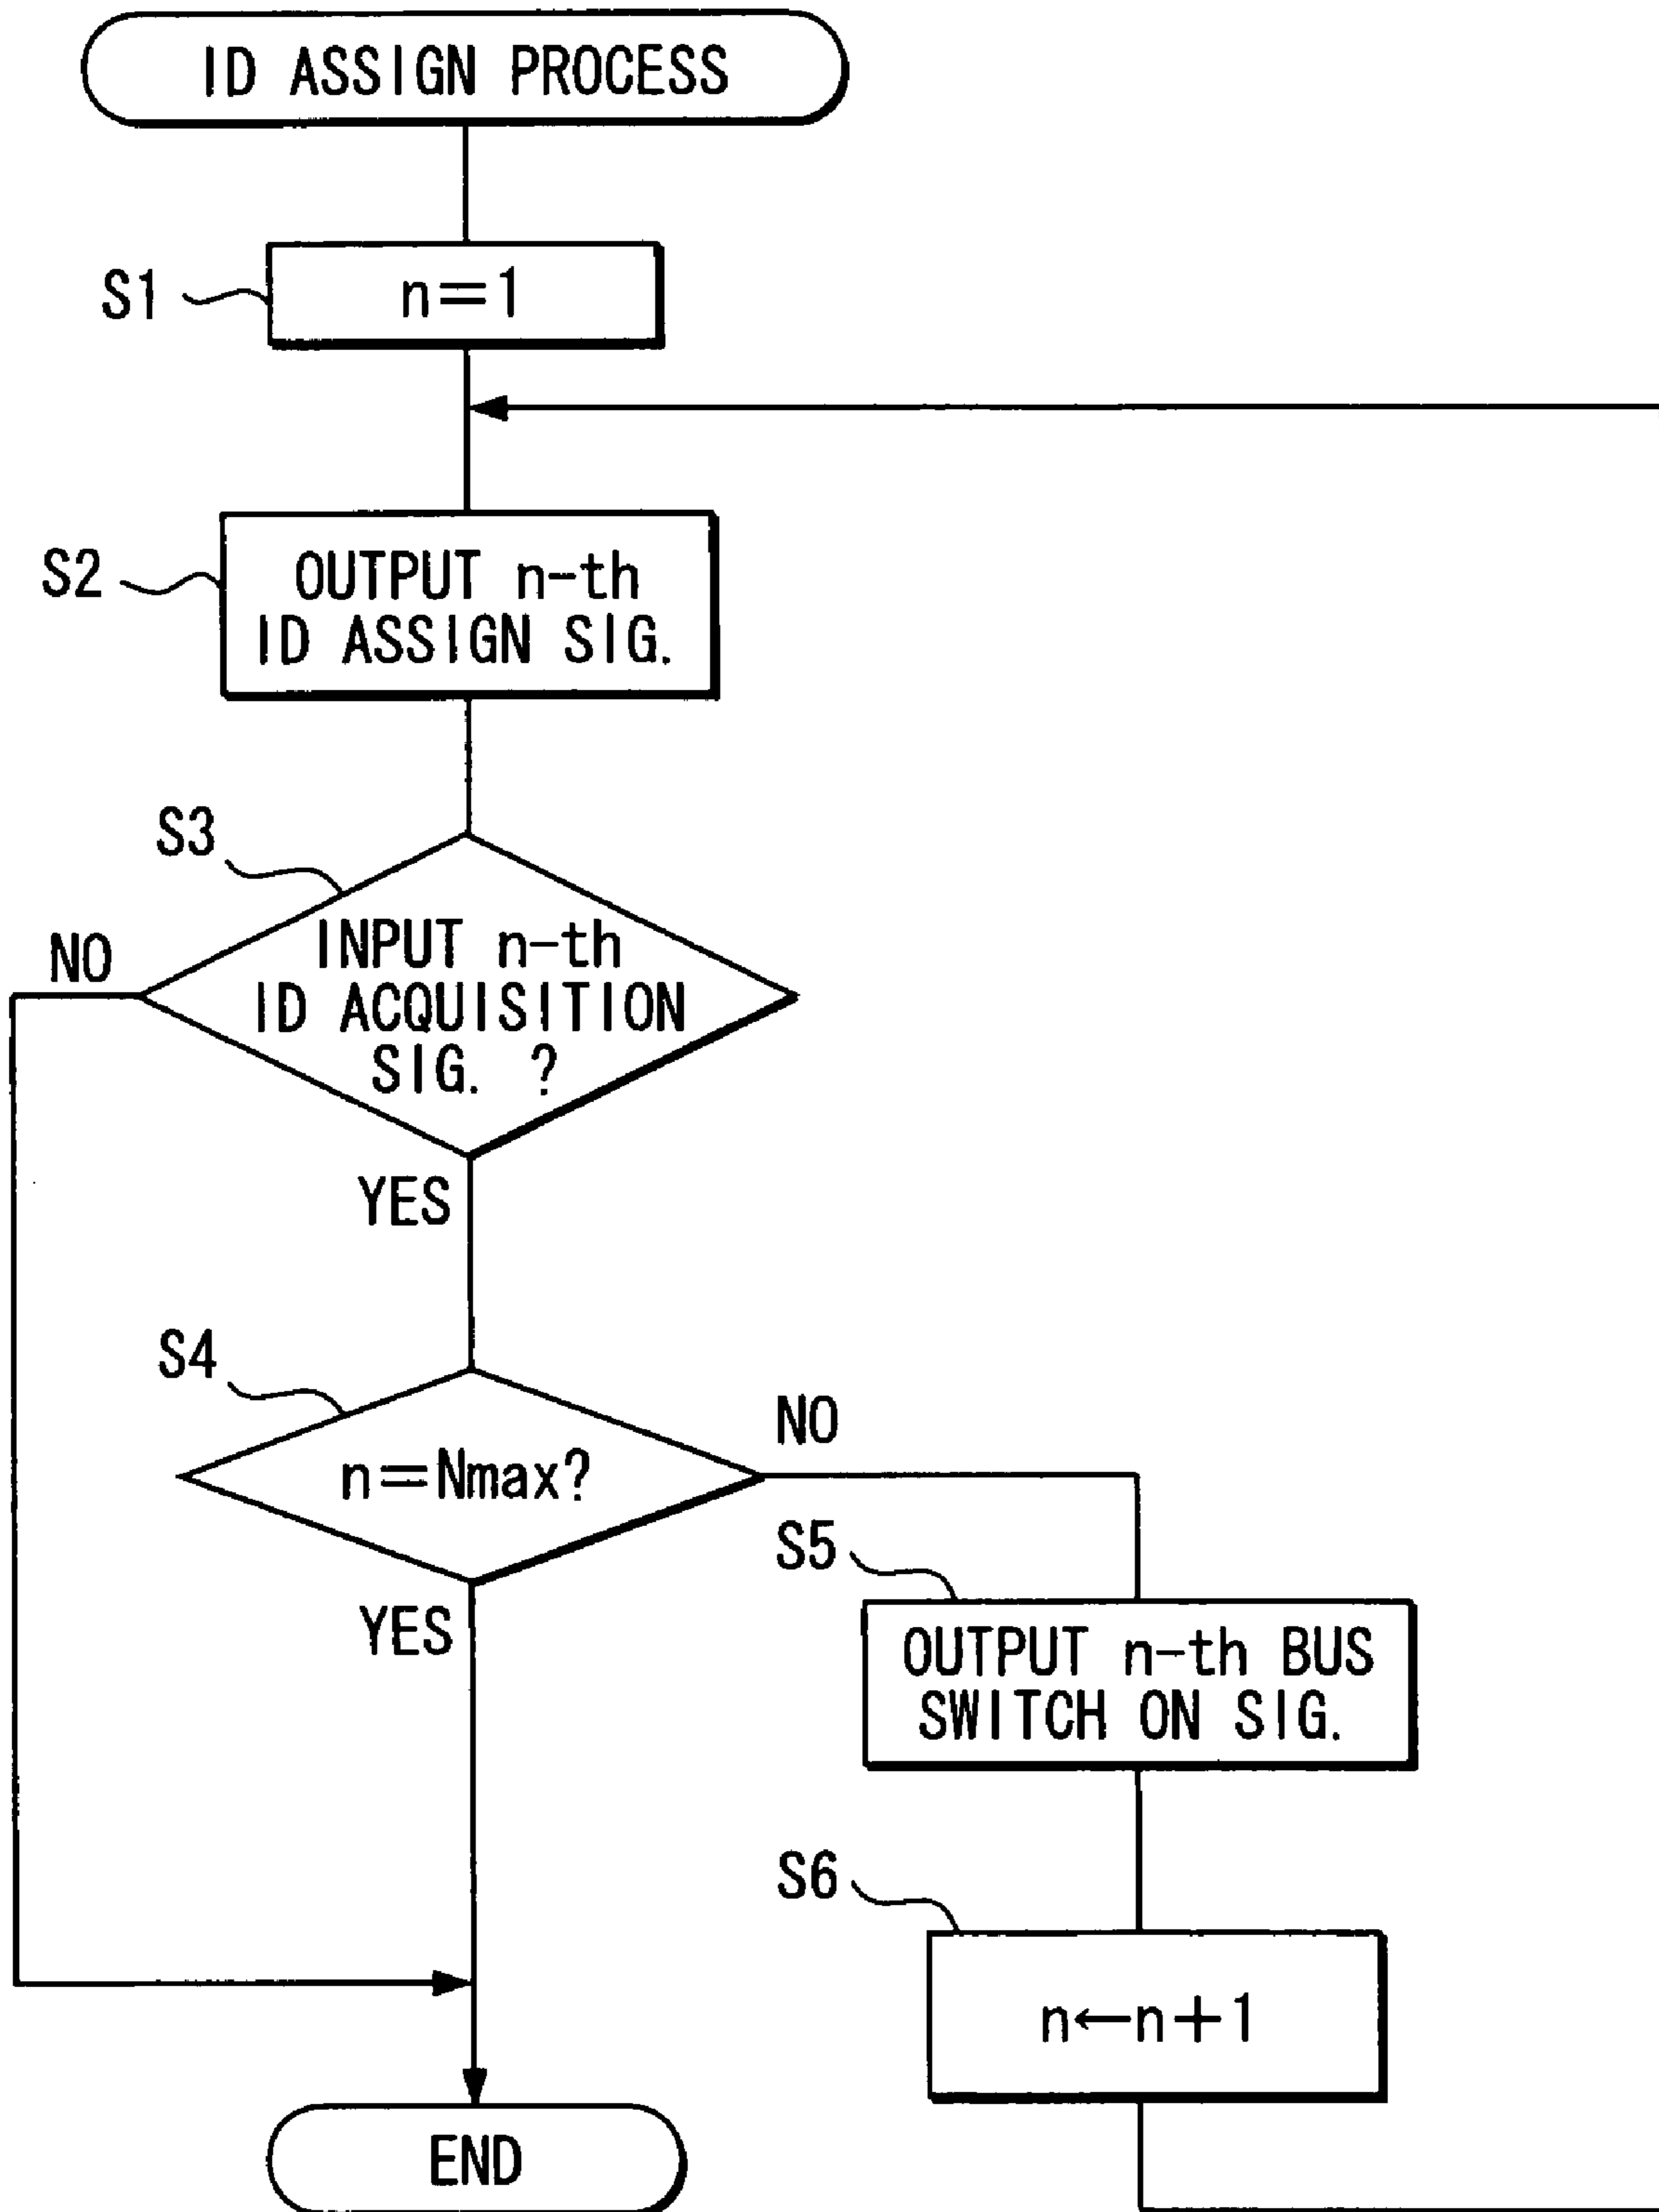 ID ASSIGN PROCESS
S1
n=1
S2
OUTPUT n-th
ID ASSIGN SIG.
S3
NO
INPUT n-th
ID ACQUISITION
SIG. ?
YES
S4
n=Nmax?
NO
YES
S5
OUTPUT n-th BUS
SWITCH ON SIG.
S6
n←n+1
END